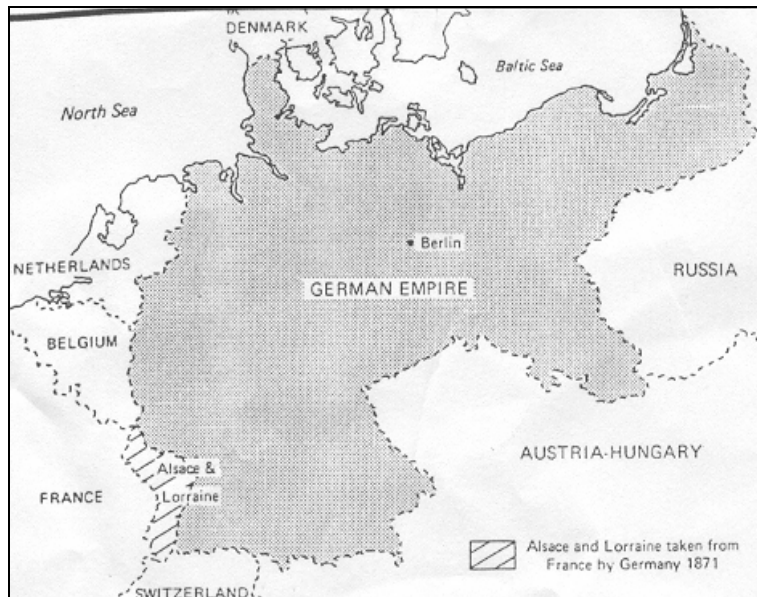 DENMARK
Baltic Sea
North Sea
Berlin
NETHERLANDS
GERMAN EMPIRE
RUSSIA
BELGIUM
Alsace &
Lorraine
AUSTRIA-HUNGARY
FRANCE
Alsace and Lorraine taken from
France by Germany 1871
SWITZERLAND